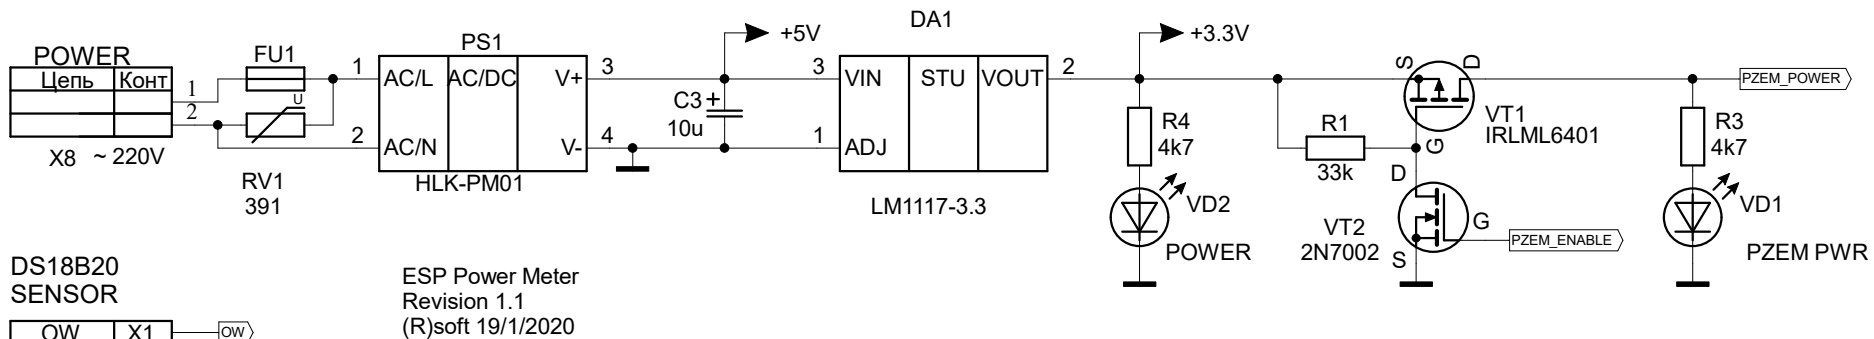 POWER
Цепь Конт
1
2
X8 ~ 220V
FU1
U
RV1
391
PS1
1 AC/L AC/DC V+ 3
2 AC/N V- 4
HLK-PM01
+5V
C3 +
10u
DA1
3 VIN STU VOUT 2
1 ADJ
LM1117-3.3
+3.3V
R4
4k7
VD2
POWER
R1
33k
S D
G
VT1
IRLML6401
D
G
S
VT2
2N7002
PZEM_ENABLE
PZEM_POWER
R3
4k7
VD1
PZEM PWR
DS18B20
SENSOR
OW X1 OW
ESP Power Meter
Revision 1.1
(R)soft 19/1/2020